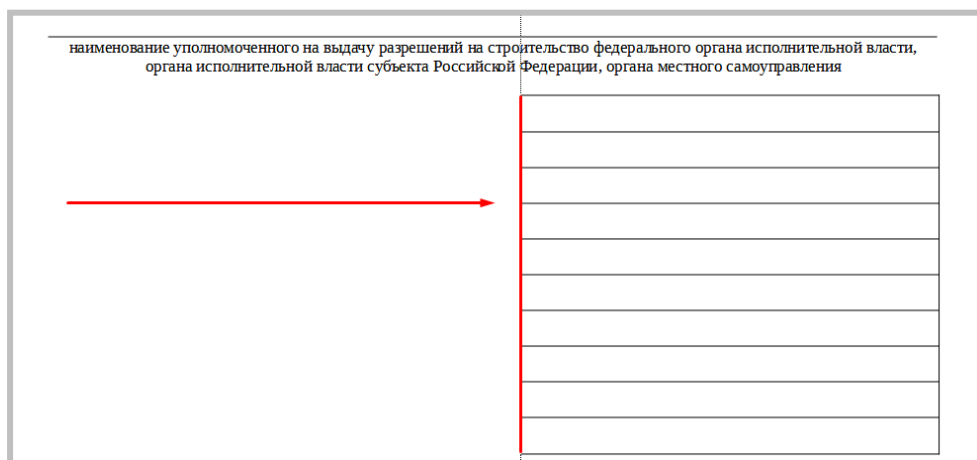 наименование уполномоченного на выдачу разрешений на строительство федерального органа исполнительной власти,
органа исполнительной власти субъекта Российской Федерации, органа местного самоуправления